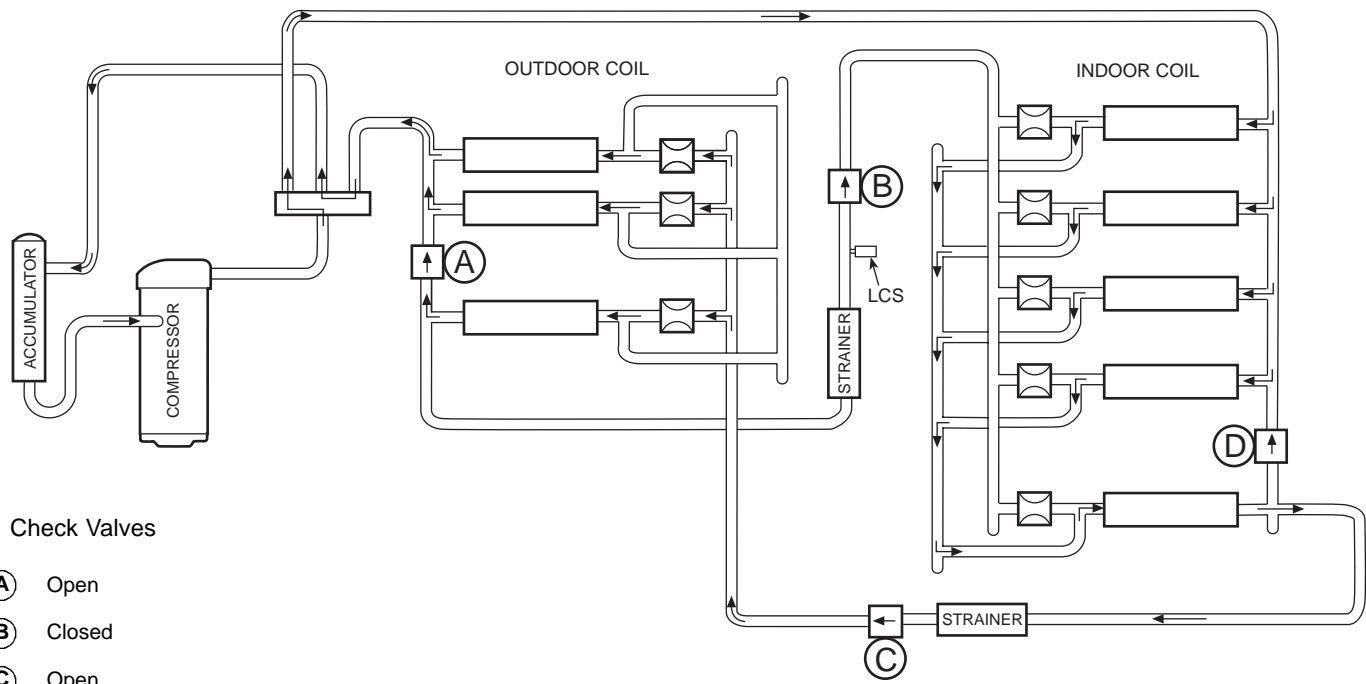 OUTDOOR COIL
INDOOR COIL
B
A
LCS
ACCUMULATOR
COMPRESSOR
STRAINER
D
Check Valves
A Open
B Closed
STRAINER
C
C Open